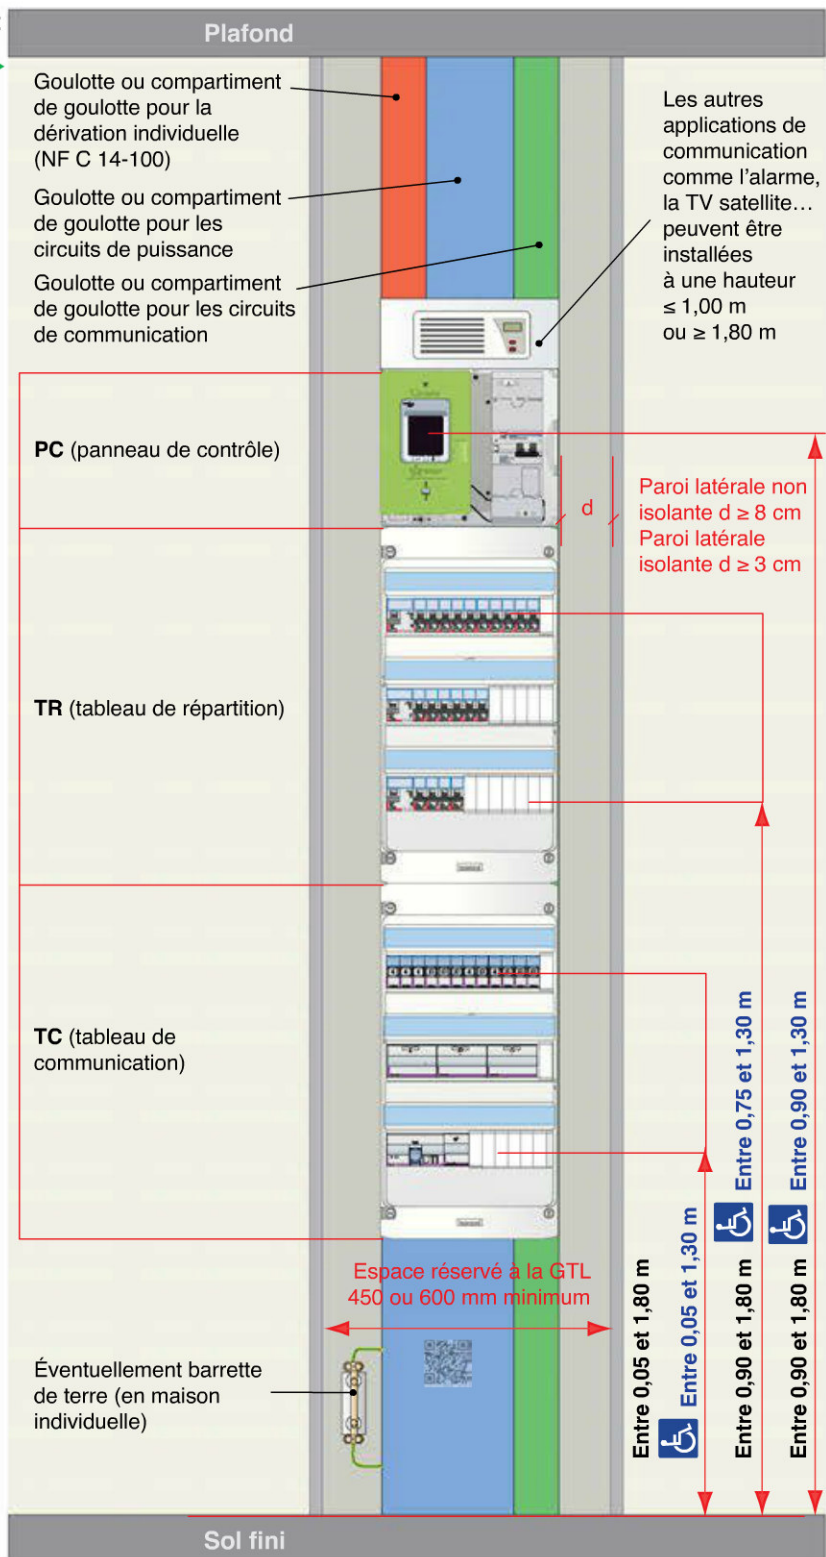 Plafond
Goulotte ou compartiment
de goulotte pour la
dérivation individuelle
(NF C 14-100)
Goulotte ou compartiment
de goulotte pour les
circuits de puissance
Goulotte ou compartiment
de goulotte pour les circuits
de communication
Les autres
applications de
communication
comme l'alarme,
la TV satellite…
peuvent être
installées
à une hauteur
≤ 1,00 m
ou ≥ 1,80 m
PC (panneau de contrôle)
d
Paroi latérale non
isolante d ≥ 8 cm
Paroi latérale
isolante d ≥ 3 cm
TR (tableau de répartition)
TC (tableau de
communication)
Espace réservé à la GTL
450 ou 600 mm minimum
Éventuellement barrette
de terre (en maison
individuelle)
Entre 0,05 et 1,80 m
Entre 0,05 et 1,30 m
Entre 0,90 et 1,80 m
Entre 0,75 et 1,30 m
Entre 0,90 et 1,80 m
Entre 0,90 et 1,30 m
Sol fini